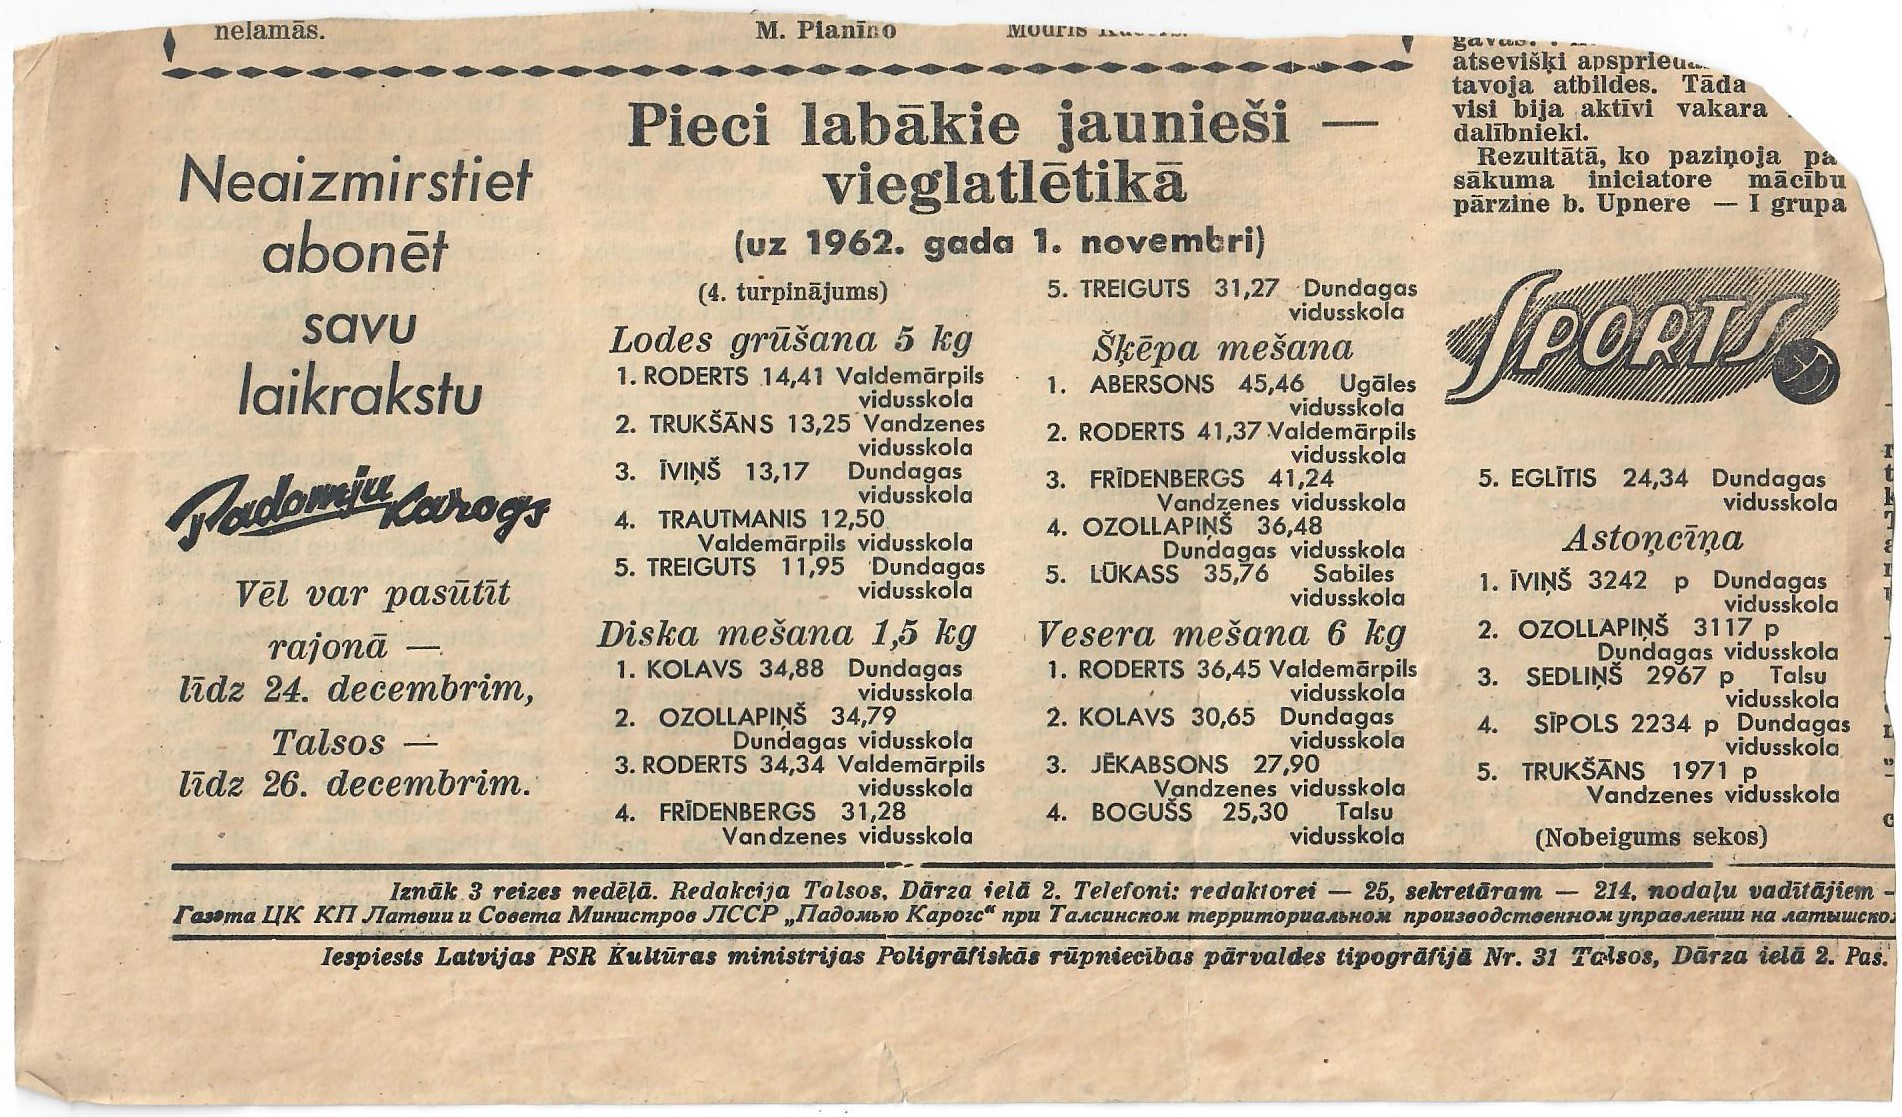 nelamās.
M. Pianīno
Modris
Neaizmirstiet
abonēt
savu
laikrakstu
Padomju Karogs
Vēl var pasūtīt
rajonā —
līdz 24. decembrim,
Talsos —
līdz 26. decembrim.
Pieci labākie jaunieši —
vieglatlētikā
(uz 1962. gada 1. novembri)
(4. turpinājums)
Lodes grūšana 5 kg
1. RODERTS 14,41 Valdemārpils
vidusskola
2. TRUKŠĀNS 13,25 Vandzenes
vidusskola
3. ĪVIŅŠ 13,17 Dundagas
vidusskola
4. TRAUTMANIS 12,50
Valdemārpils vidusskola
5. TREIGUTS 11,95 Dundagas
vidusskola
Diska mešana 1,5 kg
1. KOLAVS 34,88 Dundagas
vidusskola
2. OZOLLAPIŅŠ 34,79
Dundagas vidusskola
3. RODERTS 34,34 Valdemārpils
vidusskola
4. FRĪDENBERGS 31,28
Vandzenes vidusskola
5. TREIGUTS 31,27 Dundagas
vidusskola
Šķēpa mešana
1. ABERSONS 45,46 Ugāles
vidusskola
2. RODERTS 41,37 Valdemārpils
vidusskola
3. FRĪDENBERGS 41,24
Vandzenes vidusskola
4. OZOLLAPIŅŠ 36,48
Dundagas vidusskola
5. LŪKASS 35,76 Sabiles
vidusskola
Vesera mešana 6 kg
1. RODERTS 36,45 Valdemārpils
vidusskola
2. KOLAVS 30,65 Dundagas
vidusskola
3. JĒKABSONS 27,90
Vandzenes vidusskola
4. BOGUŠS 25,30 Talsu
vidusskola
atsevišķi
tavoja atbildes. Tāda
visi bija aktīvi vakara
dalībnieki.
Rezultātā, ko paziņoja pa
sākuma iniciatore mācību
pārzine b. Upnere — I grupa
SPORTS
5. EGLĪTIS 24,34 Dundagas
vidusskola
Astoņcīņa
1. ĪVIŅŠ 3242 p Dundagas
vidusskola
2. OZOLLAPIŅŠ 3117 p
Dundagas vidusskola
3. SEDLIŅŠ 2967 p Talsu
vidusskola
4. SĪPOLS 2234 p Dundagas
vidusskola
5. TRUKŠĀNS 1971 p
Vandzenes vidusskola
(Nobeigums sekos)
Iznāk 3 reizes nedēļā. Redakcija Talsos, Dārza ielā 2. Telefoni: redaktorei — 25, sekretāram — 214, nodaļu vadītājiem —
Газета ЦК КП Латвии и Совета Министров ЛССР „Падомью Карогс“ при Талсинском территориальном производственном управлении на латышско
Iespiests Latvijas PSR Kultūras ministrijas Poligrāfiskās rūpniecības pārvaldes tipogrāfijā Nr. 31 Talsos, Dārza ielā 2. Pas.